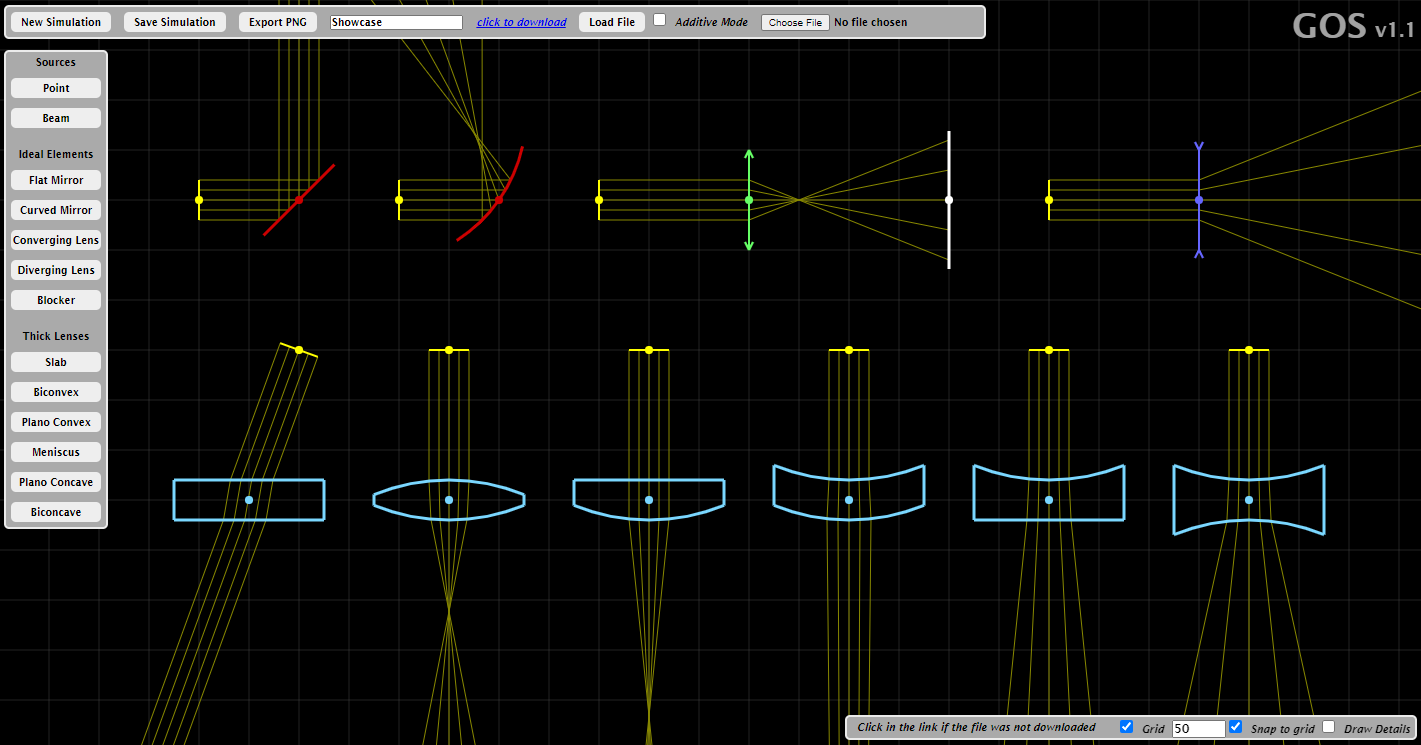 New Simulation Save Simulation Export PNG Showcase click to download Load File Additive Mode Choose File No file chosen
GOS v1.1
Sources
Point
Beam
Ideal Elements
Flat Mirror
Curved Mirror
Converging Lens
Diverging Lens
Blocker
Thick Lenses
Slab
Biconvex
Plano Convex
Meniscus
Plano Concave
Biconcave
Click in the link if the file was not downloaded Grid 50 Snap to grid Draw Details